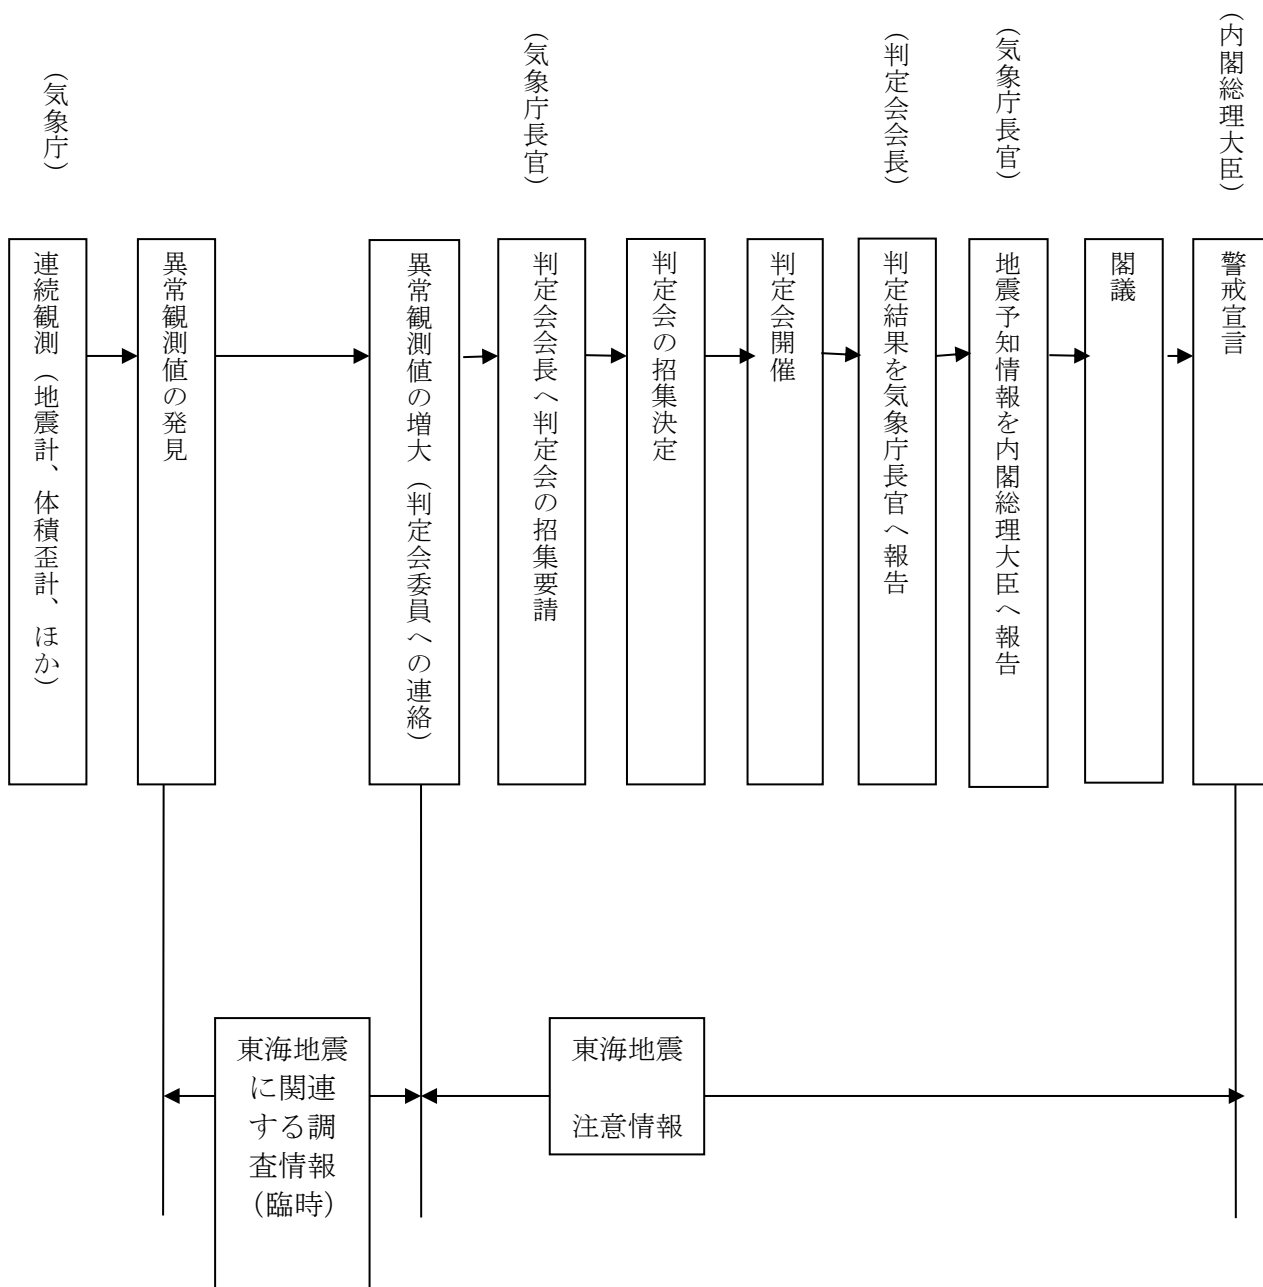 （気象庁）
（気象庁長官）
（判定会会長）
（気象庁長官）
（内閣総理大臣）
連続観測（地震計、体積歪計、ほか）
異常観測値の発見
異常観測値の増大（判定会委員への連絡）
判定会会長へ判定会の招集要請
判定会の招集決定
判定会開催
判定結果を気象庁長官へ報告
地震予知情報を内閣総理大臣へ報告
閣議
警戒宣言
東海地震
に関連
する調
査情報
（臨時）
東海地震
注意情報